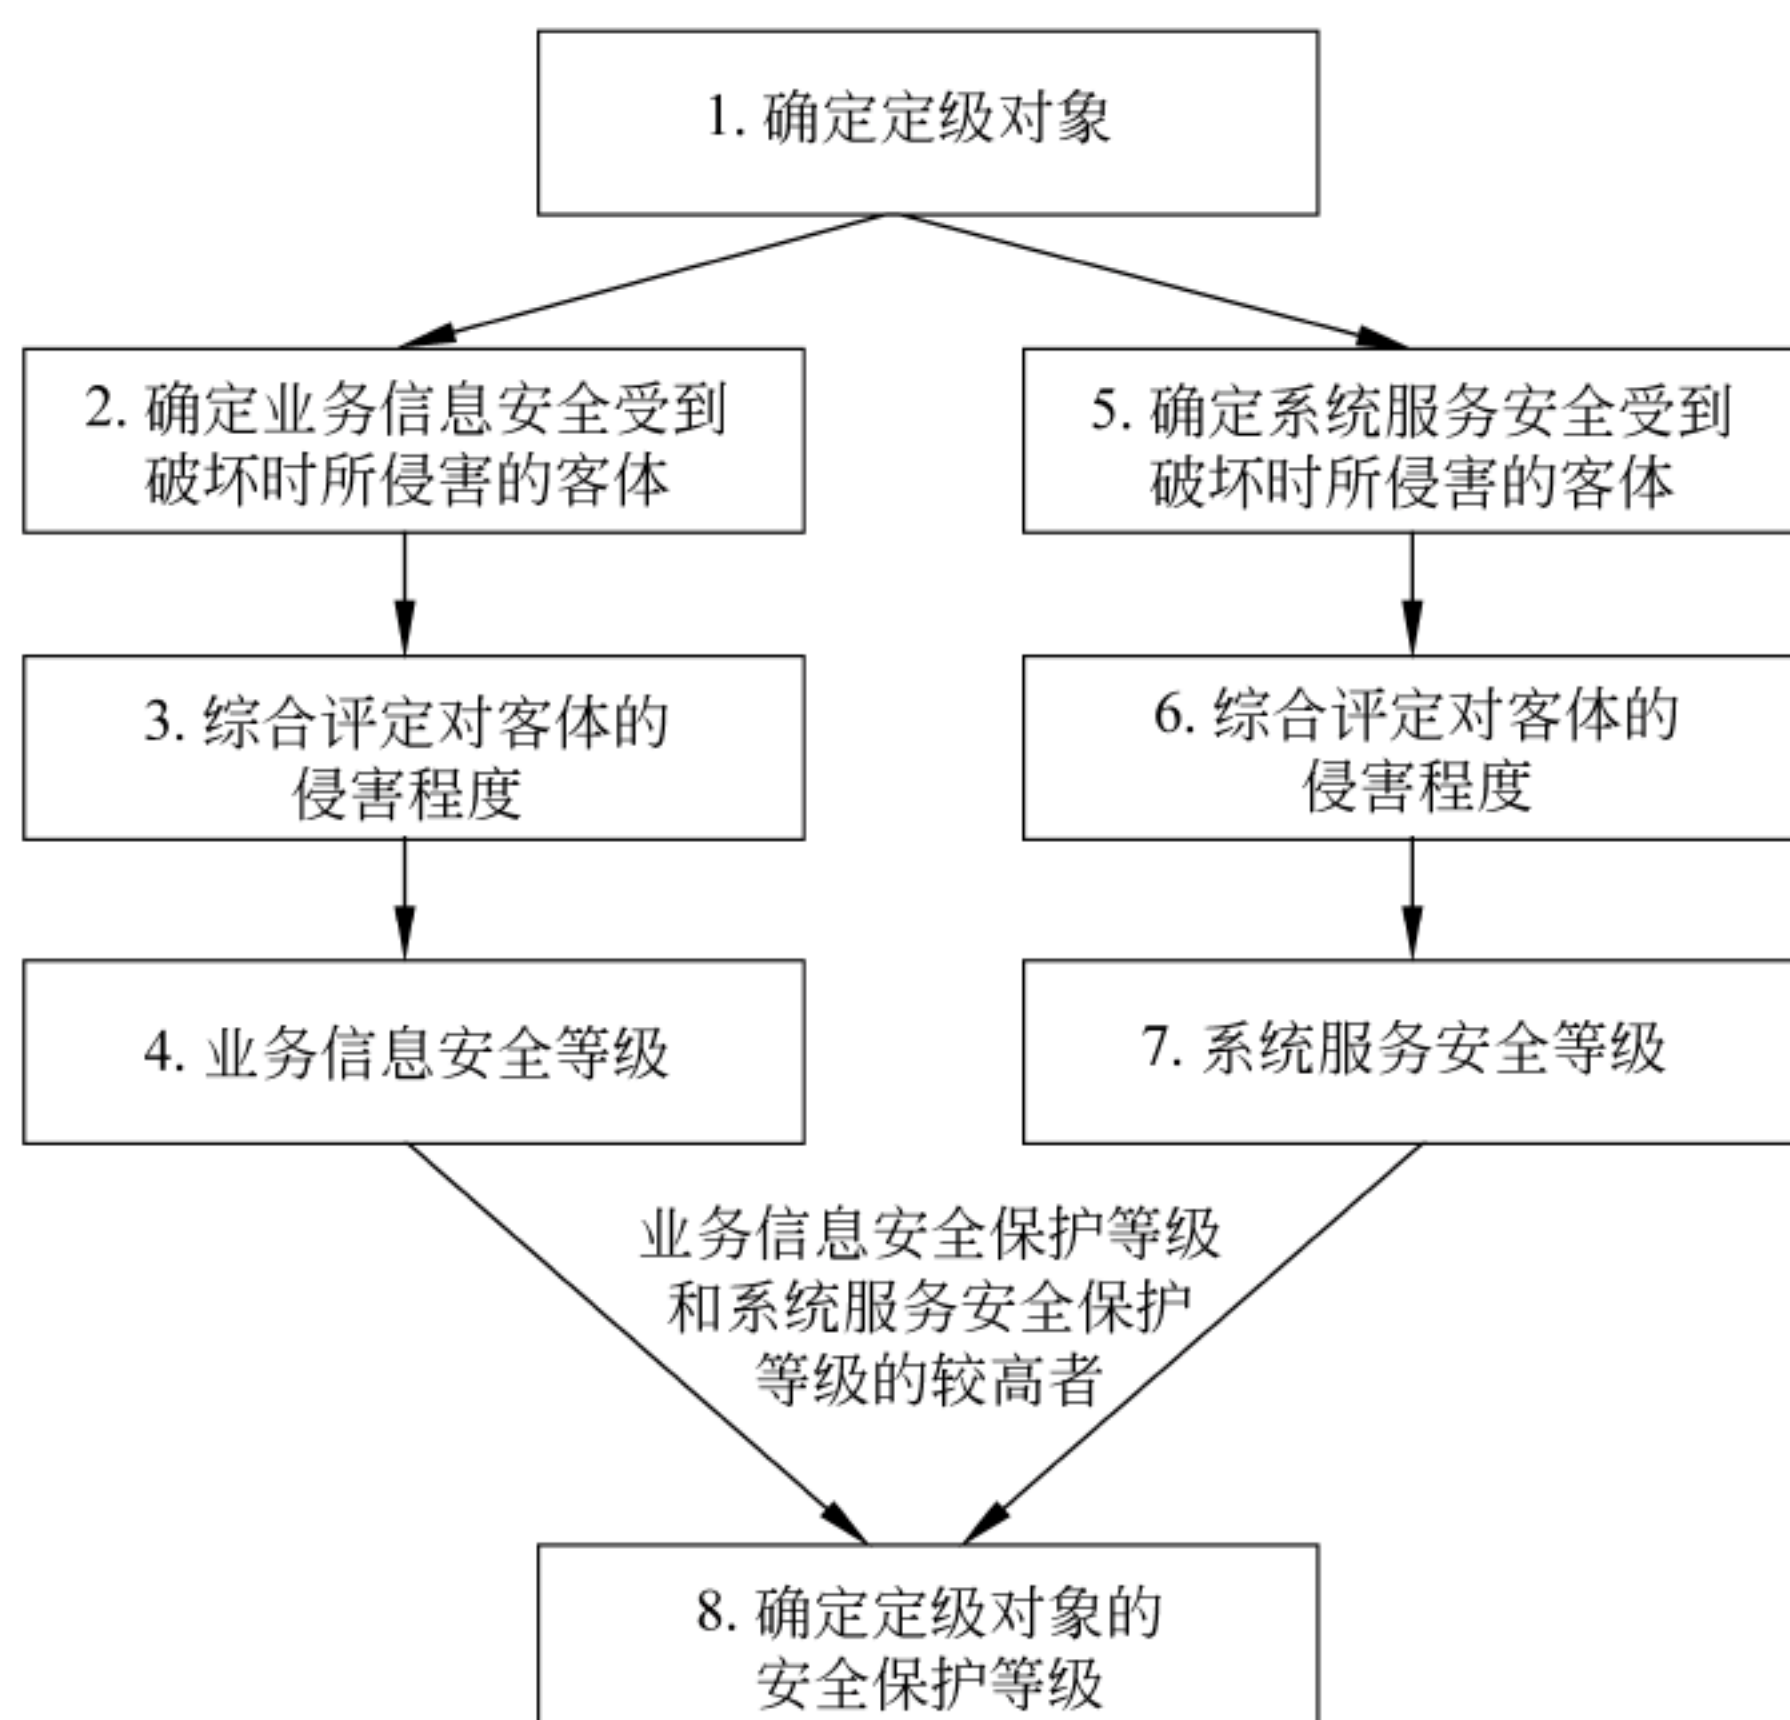 1. 确定定级对象
2. 确定业务信息安全受到
破坏时所侵害的客体
5. 确定系统服务安全受到
破坏时所侵害的客体
3. 综合评定对客体的
侵害程度
6. 综合评定对客体的
侵害程度
4. 业务信息安全等级
7. 系统服务安全等级
业务信息安全保护等级
和系统服务安全保护
等级的较高者
8. 确定定级对象的
安全保护等级